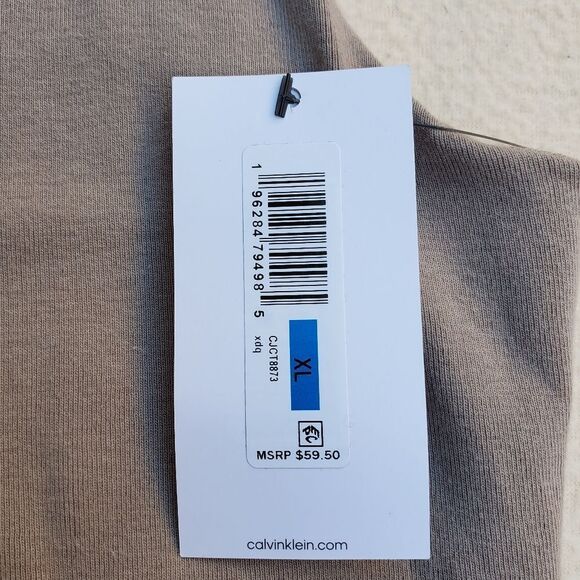 1 96284 79498 5
CJCT8873
xdq
XL
MSRP $59.50
calvinklein.com